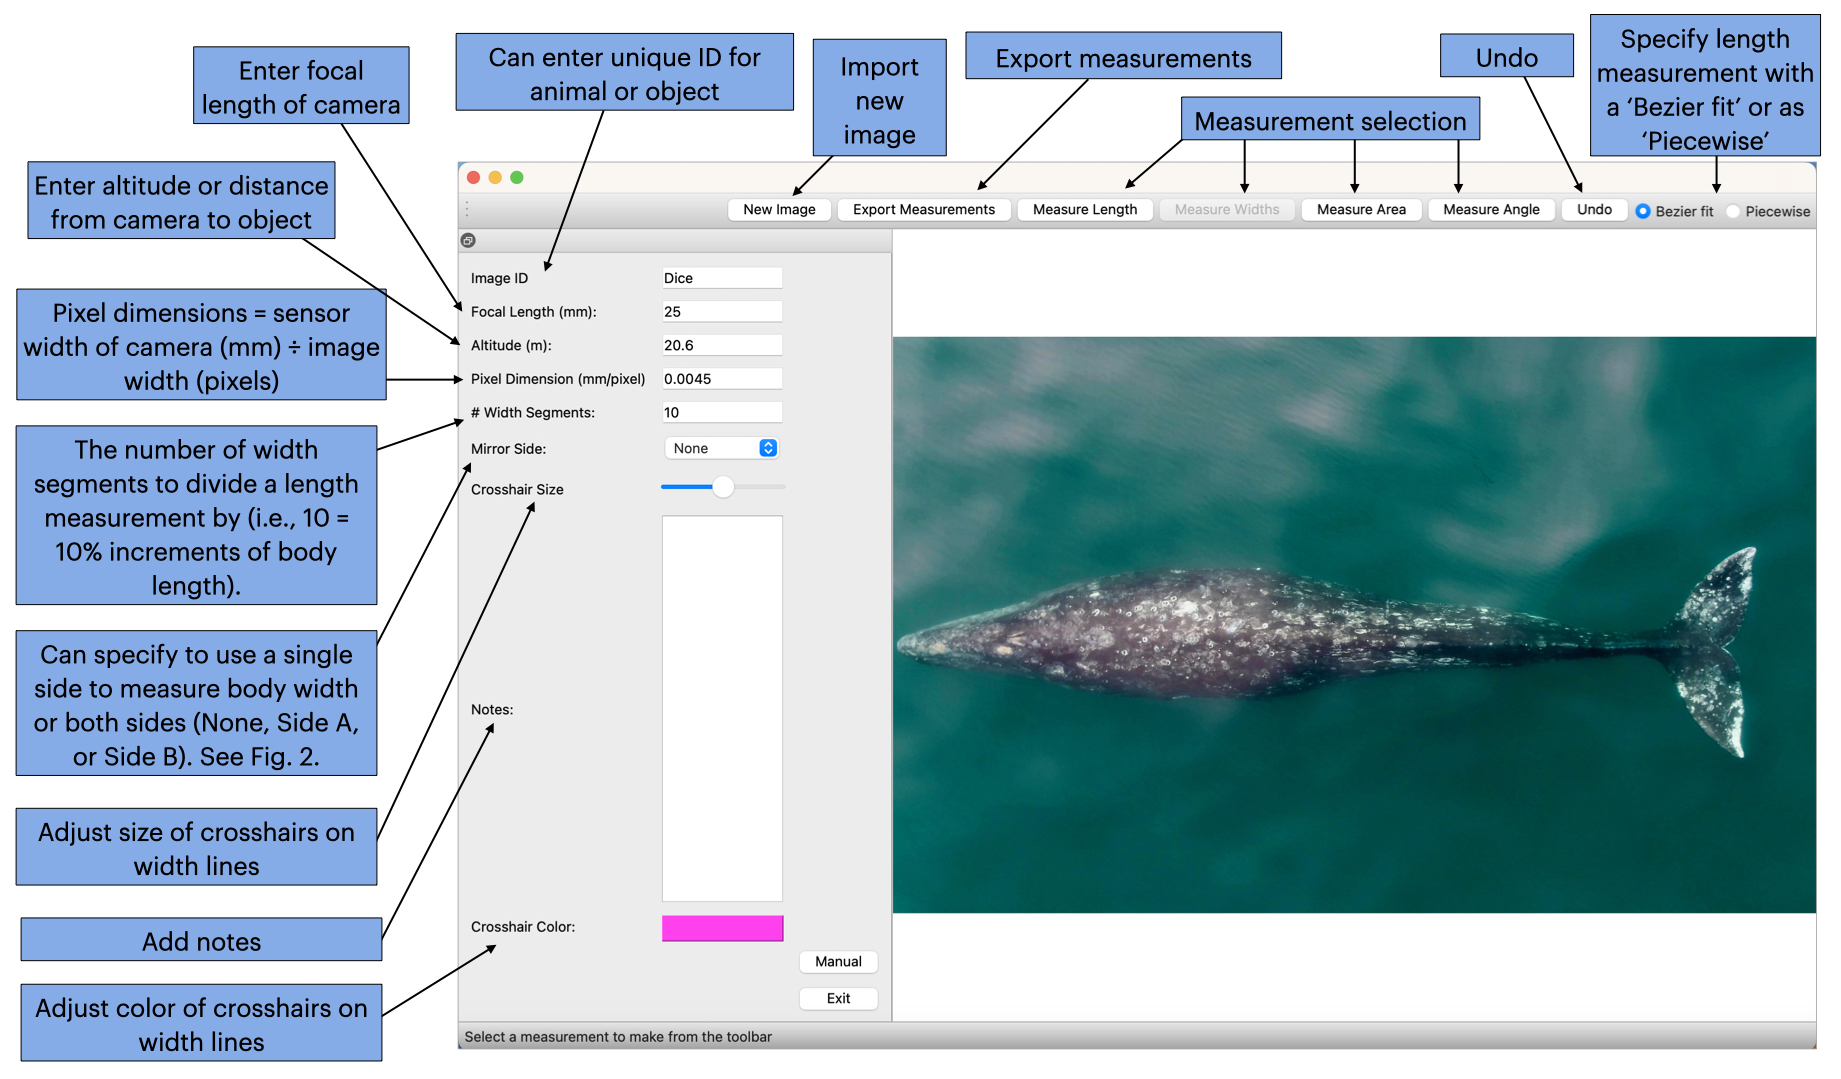 Enter focal
length of camera
Can enter unique ID for
animal or object
Import
new
image
Export measurements
Measurement selection
Undo
Specify length
measurement with
a ‘Bezier fit’ or as
‘Piecewise’
Enter altitude or distance
from camera to object
Pixel dimensions = sensor
width of camera (mm) ÷ image
width (pixels)
The number of width
segments to divide a length
measurement by (i.e., 10 =
10% increments of body
length).
Can specify to use a single
side to measure body width
or both sides (None, Side A,
or Side B). See Fig. 2.
Adjust size of crosshairs on
width lines
Add notes
Adjust color of crosshairs on
width lines
New Image Export Measurements Measure Length Measure Widths Measure Area Measure Angle Undo Bezier fit Piecewise
Image ID Dice
Focal Length (mm): 25
Altitude (m): 20.6
Pixel Dimension (mm/pixel) 0.0045
# Width Segments: 10
Mirror Side: None
Crosshair Size
Notes:
Crosshair Color:
Manual
Exit
Select a measurement to make from the toolbar